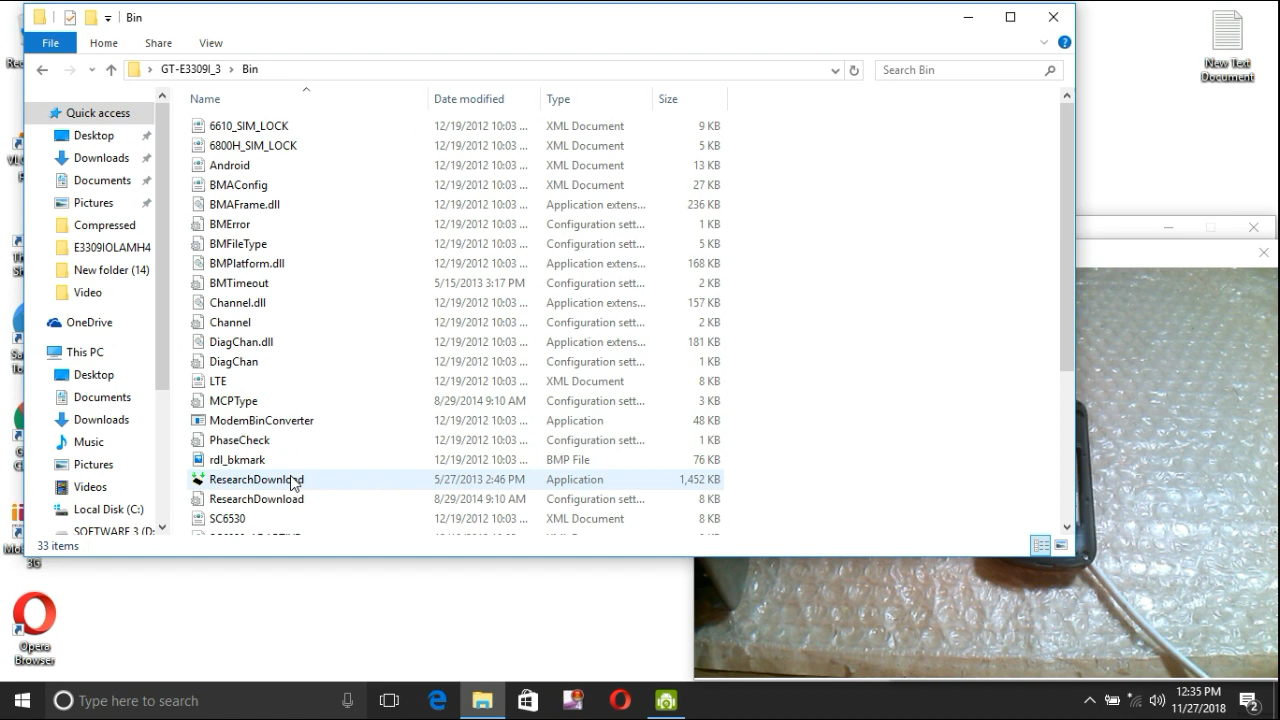 Bin
File Home Share View
GT-E3309I_3 Bin
Search Bin
Name Date modified Type Size
Quick access
Desktop
Downloads
Documents
Pictures
Compressed
E3309IOLAMH4
New folder (14)
Video
OneDrive
This PC
Desktop
Documents
Downloads
Music
Pictures
Videos
Local Disk (C:)
SOFTWARE 3 (D:
6610_SIM_LOCK 12/19/2012 10:03 ... XML Document 9 KB
6800H_SIM_LOCK 12/19/2012 10:03 ... XML Document 5 KB
Android 12/19/2012 10:03 ... XML Document 13 KB
BMAConfig 12/19/2012 10:03 ... XML Document 27 KB
BMAFrame.dll 12/19/2012 10:03 ... Application extens... 236 KB
BMError 12/19/2012 10:03 ... Configuration sett... 1 KB
BMFileType 12/19/2012 10:03 ... Configuration sett... 5 KB
BMPlatform.dll 12/19/2012 10:03 ... Application extens... 168 KB
BMTimeout 5/15/2013 3:17 PM Configuration sett... 2 KB
Channel.dll 12/19/2012 10:03 ... Application extens... 157 KB
Channel 12/19/2012 10:03 ... Configuration sett... 2 KB
DiagChan.dll 12/19/2012 10:03 ... Application extens... 181 KB
DiagChan 12/19/2012 10:03 ... Configuration sett... 1 KB
LTE 12/19/2012 10:03 ... XML Document 8 KB
MCPType 8/29/2014 9:10 AM Configuration sett... 3 KB
ModemBinConverter 12/19/2012 10:03 ... Application 48 KB
PhaseCheck 12/19/2012 10:03 ... Configuration sett... 1 KB
rdl_bkmark 12/19/2012 10:03 ... BMP File 76 KB
ResearchDownload 5/27/2013 2:46 PM Application 1,452 KB
ResearchDownload 8/29/2014 9:10 AM Configuration sett... 8 KB
SC6530 12/19/2012 10:03 ... XML Document 8 KB
33 items
New Text
Document
3G
Opera
Browser
Type here to search
12:35 PM
11/27/2018
2